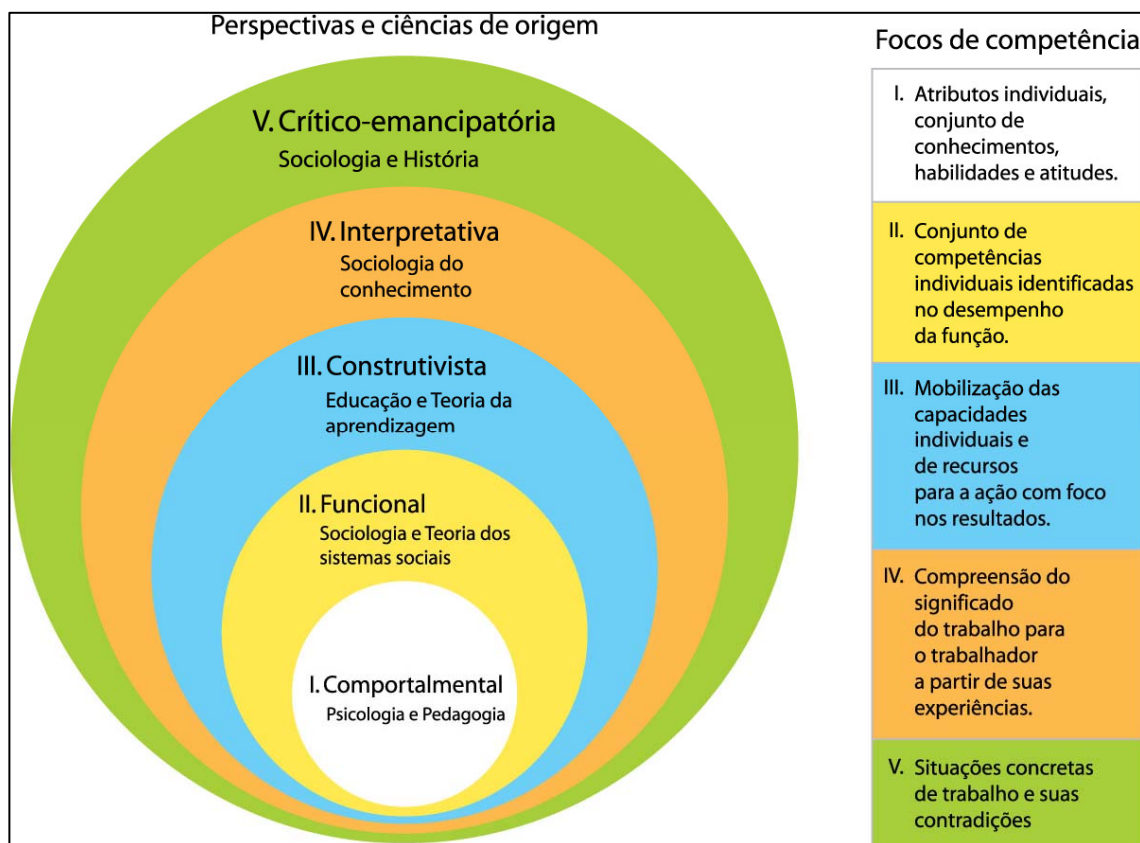 Perspectivas e ciências de origem
V. Crítico-emancipatória
Sociologia e História
IV. Interpretativa
Sociologia do
conhecimento
III. Construtivista
Educação e Teoria da
aprendizagem
II. Funcional
Sociologia e Teoria dos
sistemas sociais
I. Comportalmental
Psicologia e Pedagogia
Focos de competência
I. Atributos individuais,
conjunto de
conhecimentos,
habilidades e atitudes.
II. Conjunto de
competências
individuais identificadas
no desempenho
da função.
III. Mobilização das
capacidades
individuais e
de recursos
para a ação com foco
nos resultados.
IV. Compreensão do
significado
do trabalho para
o trabalhador
a partir de suas
experiências.
V. Situações concretas
de trabalho e suas
contradições